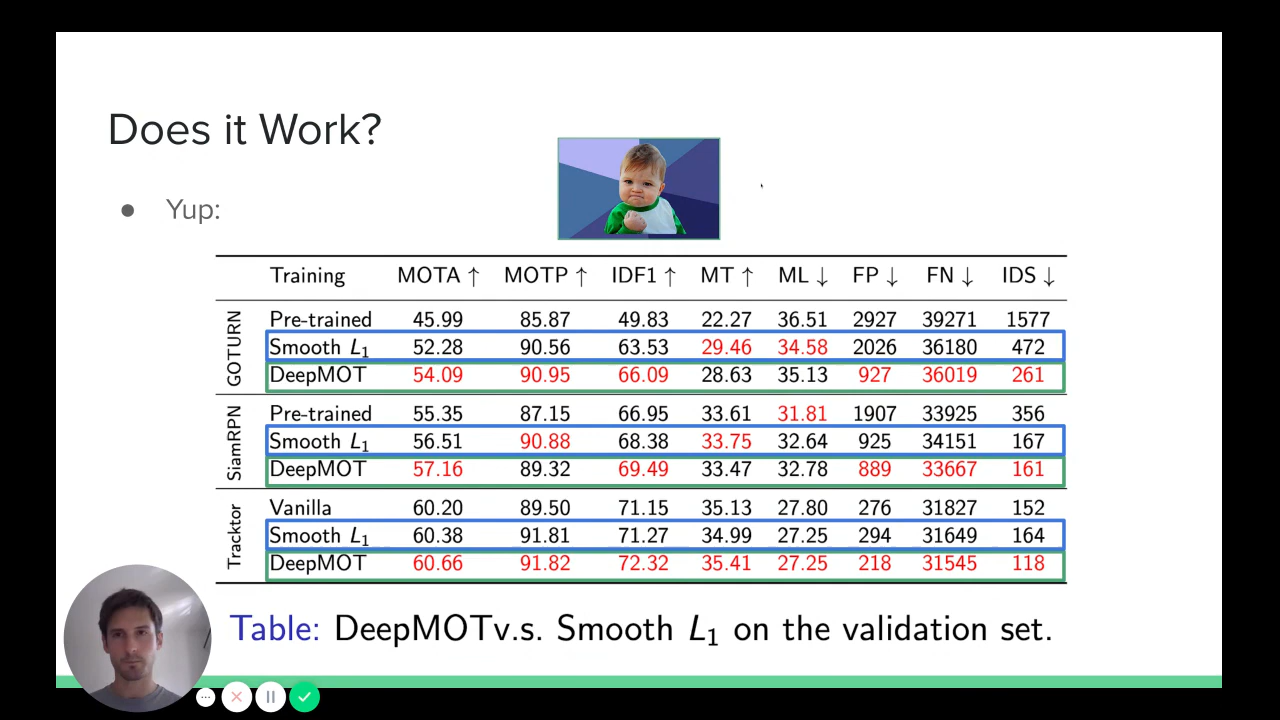 Does it Work?
● Yup:
Training MOTA ↑ MOTP ↑ IDF1 ↑ MT ↑ ML ↓ FP ↓ FN ↓ IDS ↓
GOTURN
Pre-trained 45.99 85.87 49.83 22.27 36.51 2927 39271 1577
Smooth L₁ 52.28 90.56 63.53 29.46 34.58 2026 36180 472
DeepMOT 54.09 90.95 66.09 28.63 35.13 927 36019 261
SiamRPN
Pre-trained 55.35 87.15 66.95 33.61 31.81 1907 33925 356
Smooth L₁ 56.51 90.88 68.38 33.75 32.64 925 34151 167
DeepMOT 57.16 89.32 69.49 33.47 32.78 889 33667 161
Tracktor
Vanilla 60.20 89.50 71.15 35.13 27.80 276 31827 152
Smooth L₁ 60.38 91.81 71.27 34.99 27.25 294 31649 164
DeepMOT 60.66 91.82 72.32 35.41 27.25 218 31545 118
Table: DeepMOTv.s. Smooth L₁ on the validation set.